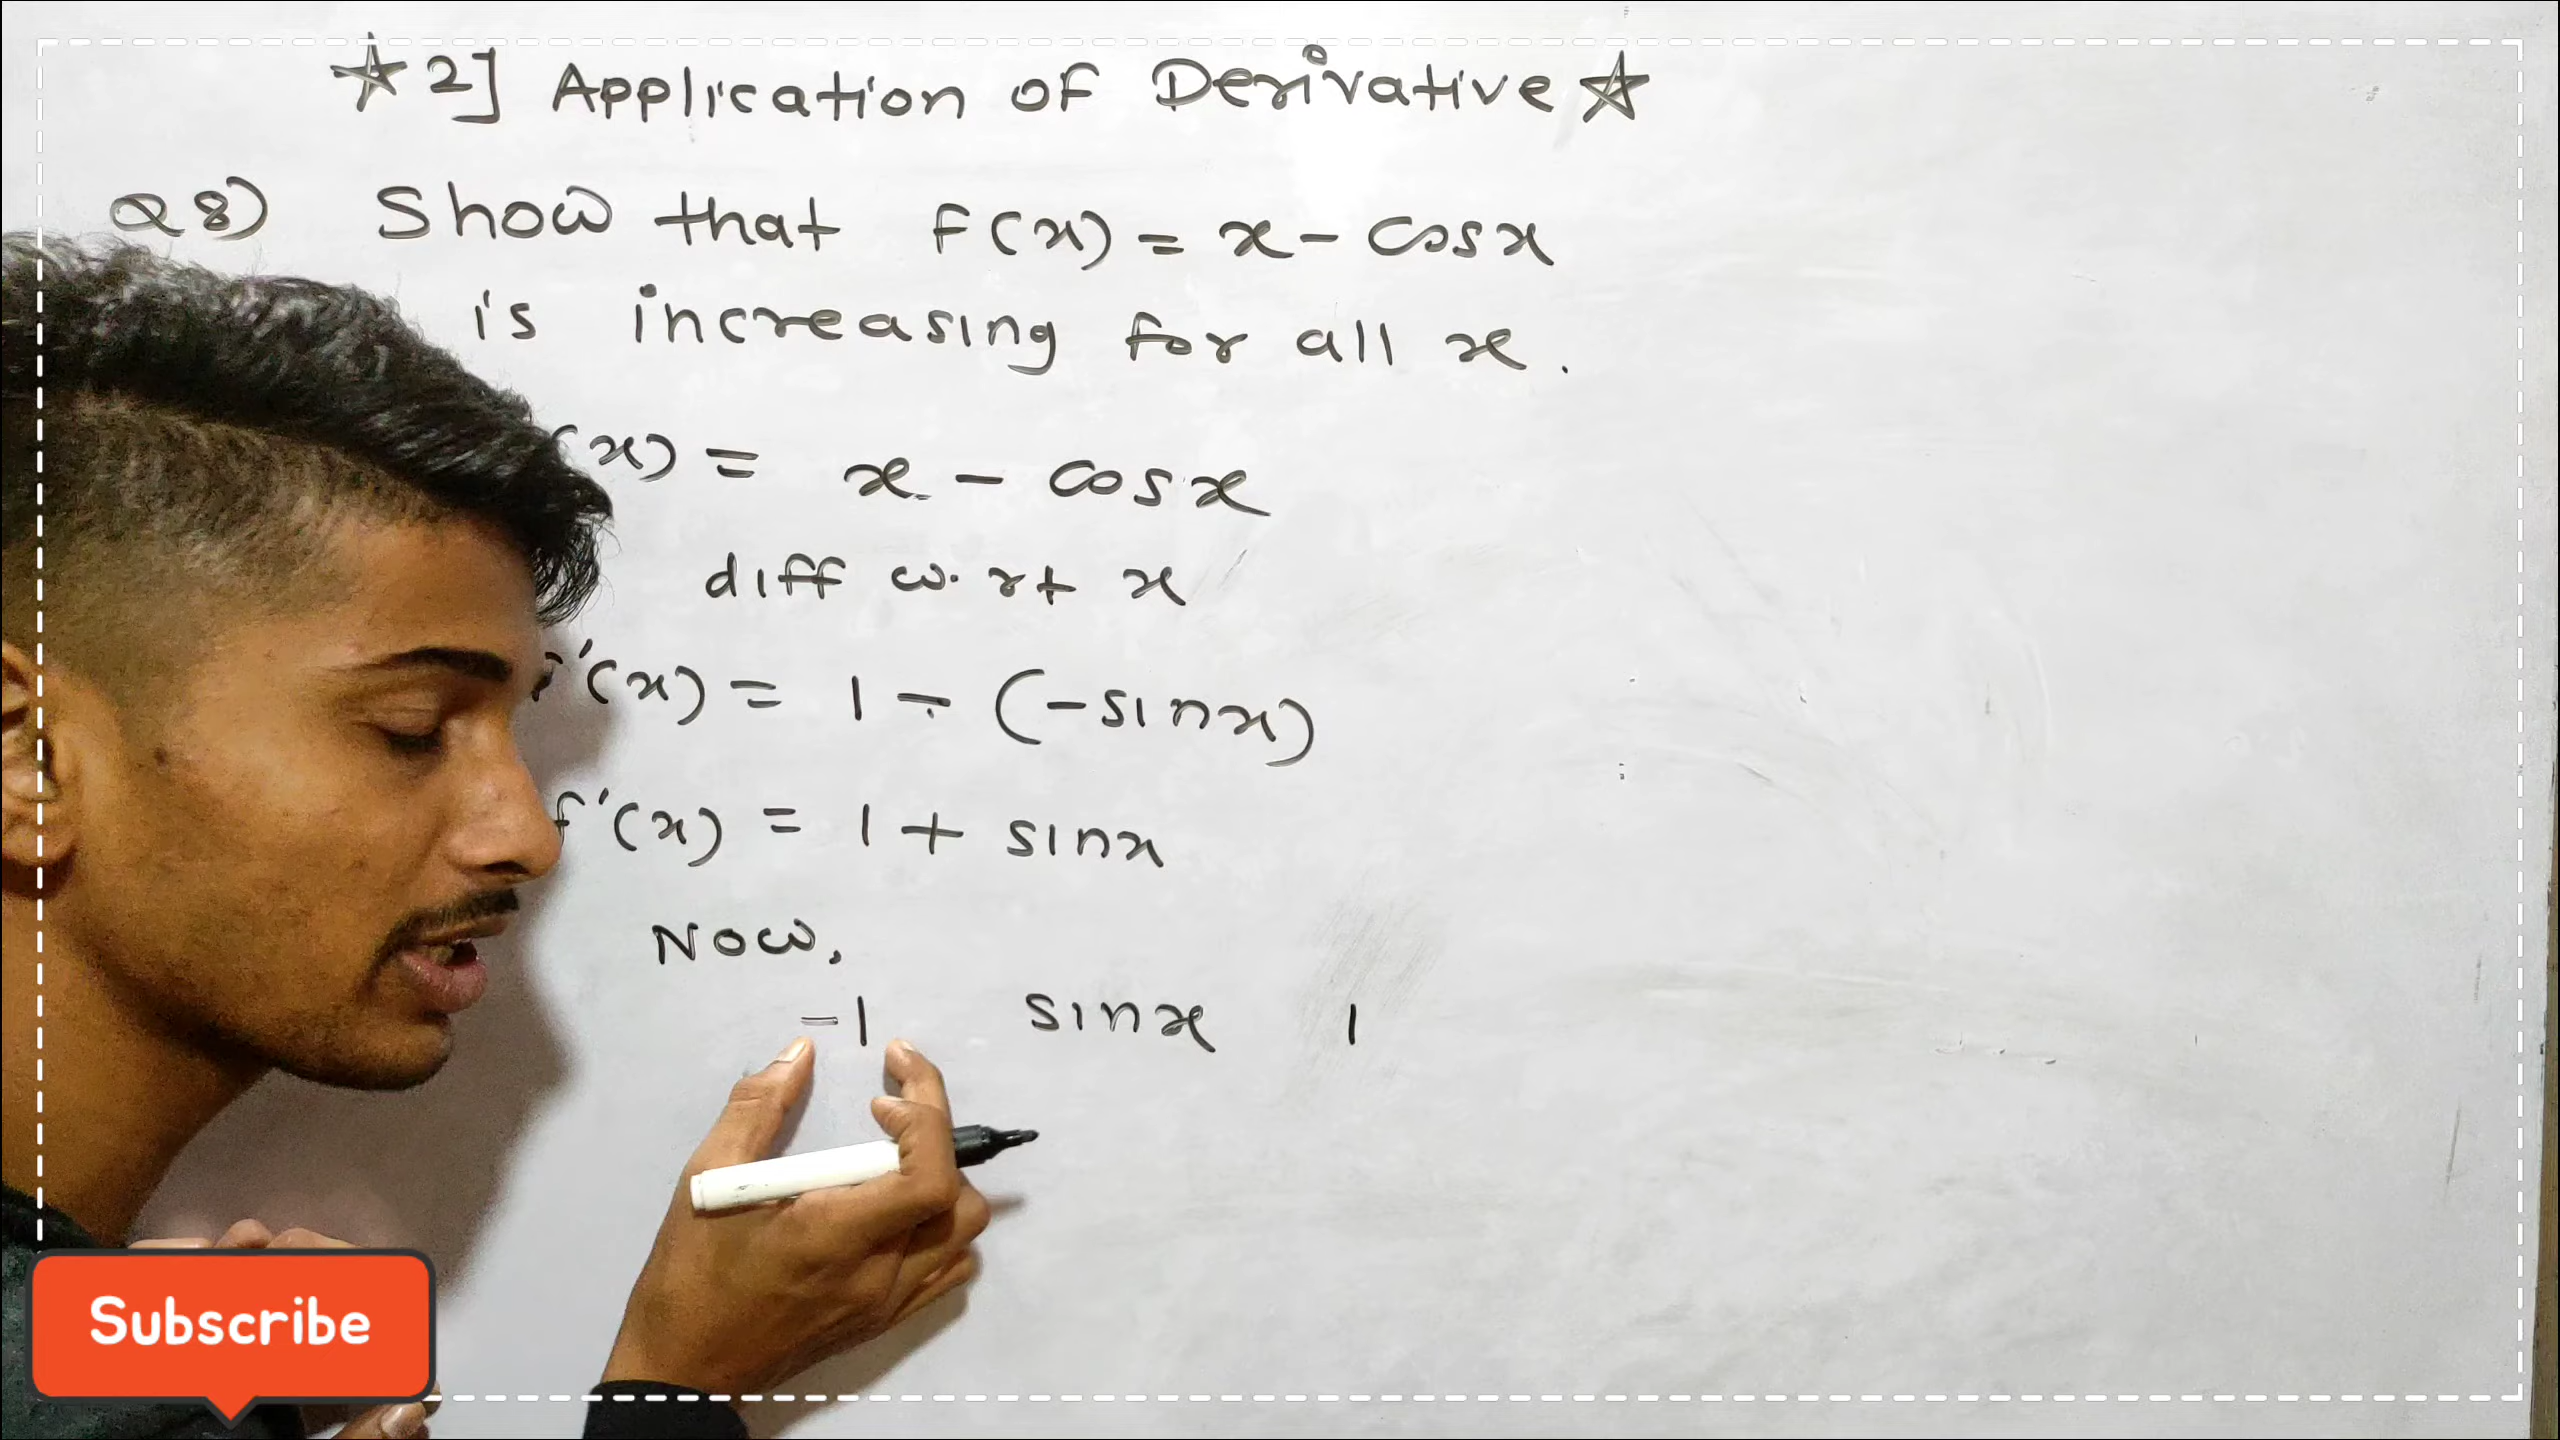 ☆ 2] Application of Derivative ☆
Q8) Show that f(x) = x - cosx
is increasing for all x.
(x) = x - cosx
diff w.rt x
f'(x) = 1 - (-sinx)
f'(x) = 1 + sinx
Now,
-1 sinx 1
Subscribe